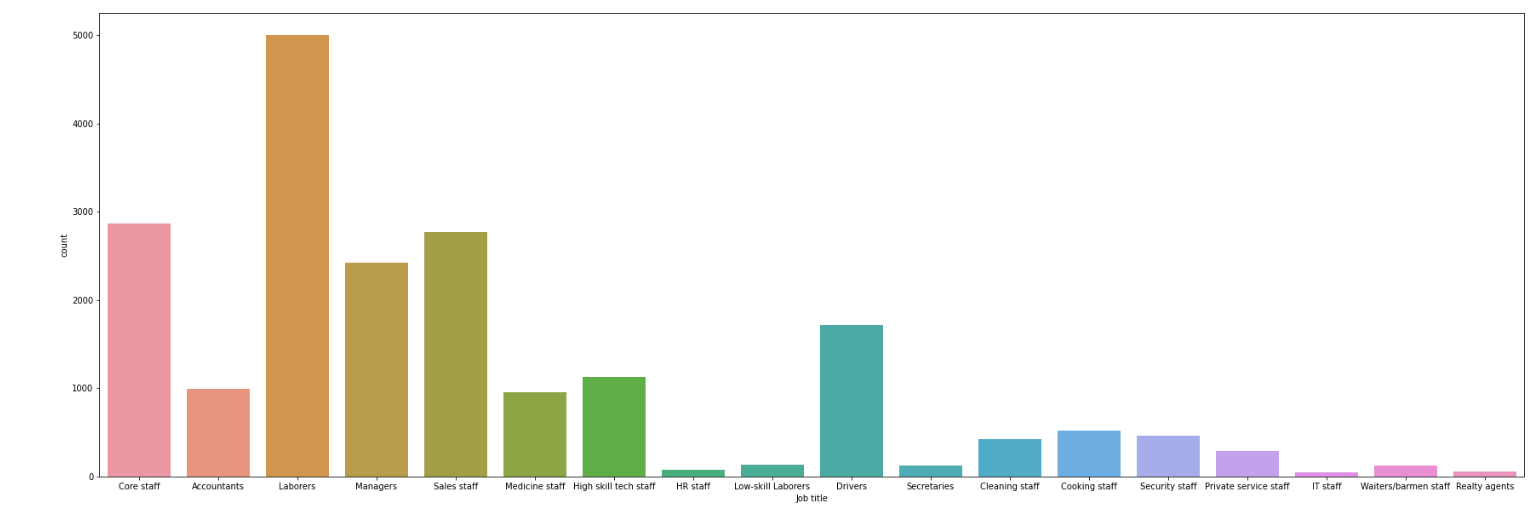 5000
4000
3000
2000
1000
0
count
Core staff Accountants Laborers Managers Sales staff Medicine staff High skill tech staff HR staff Low-skill Laborers Drivers Secretaries Cleaning staff Cooking staff Security staff Private service staff IT staff Waiters/barmen staff Realty agents
Job title